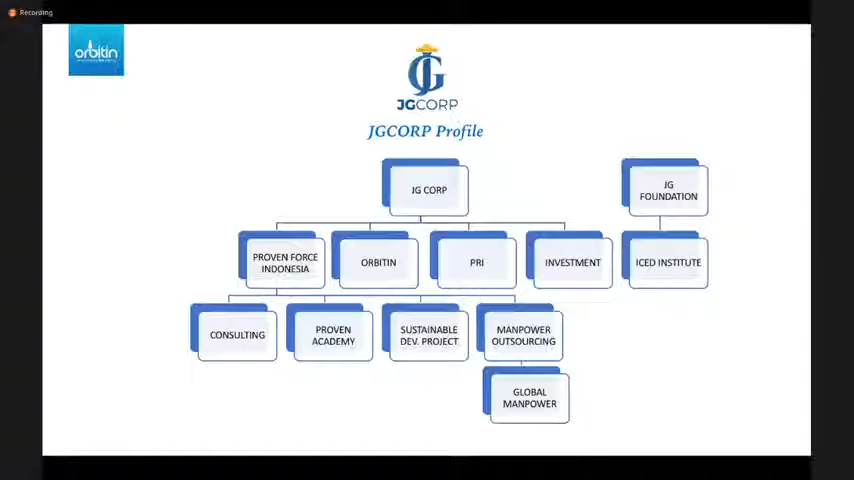 Recording
orbitin
JG
JGCORP
JGCORP Profile
JG CORP
JG
FOUNDATION
PROVEN FORCE
INDONESIA
ORBITIN
PRI
INVESTMENT
ICED INSTITUTE
CONSULTING
PROVEN
ACADEMY
SUSTAINABLE
DEV. PROJECT
MANPOWER
OUTSOURCING
GLOBAL
MANPOWER